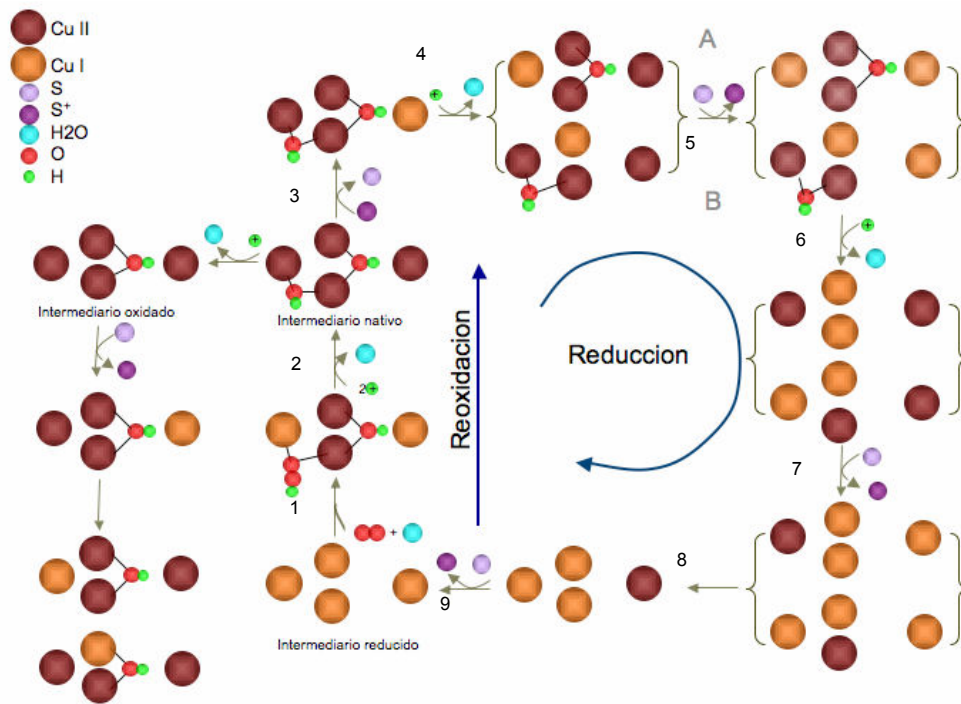 Cu II
Cu I
S
S+
H2O
O
H
4
A
5
B
3
6
Intermediario oxidado
Intermediario nativo
2
2+
Reoxidacion
Reduccion
7
1
+
8
9
Intermediario reducido